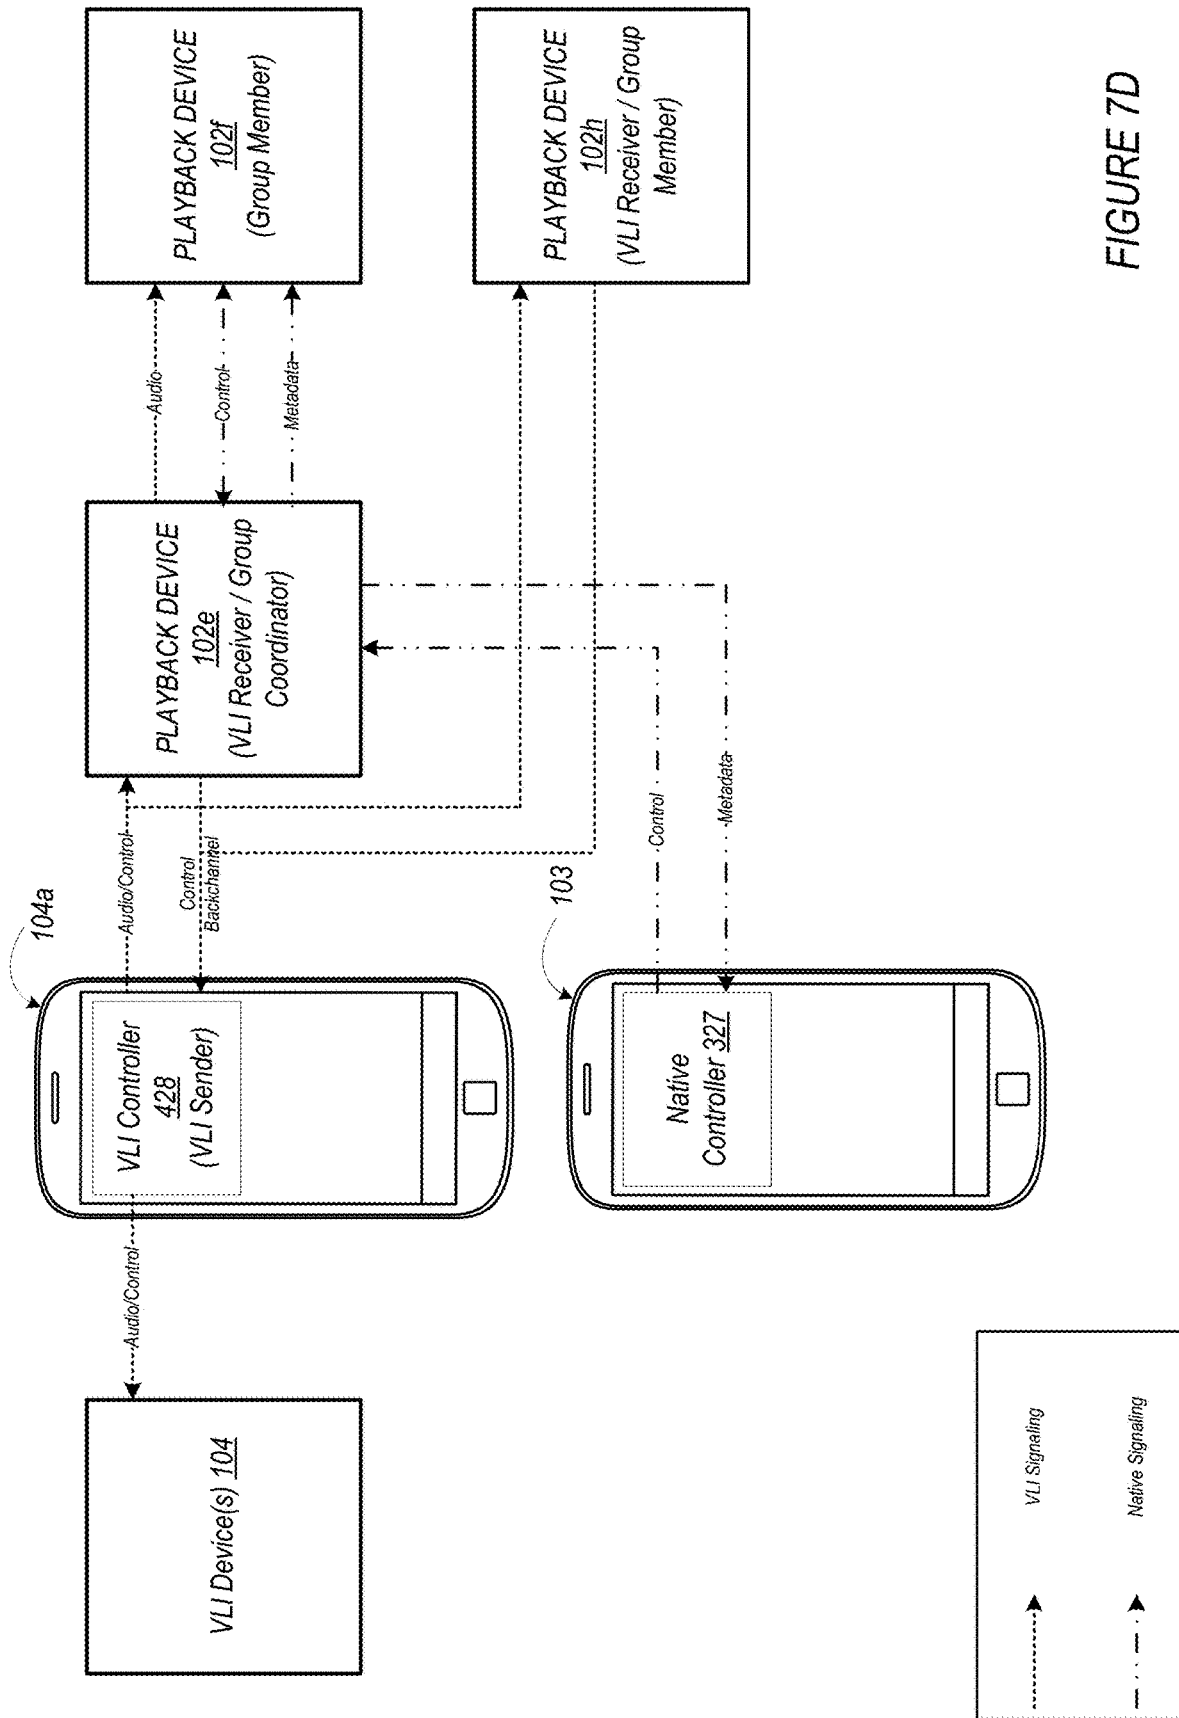 VLI Device(s) 104
Audio/Control
104a
VLI Controller
428
(VLI Sender)
Audio/Control
Control
Backchannel
PLAYBACK DEVICE
102e
(VLI Receiver / Group
Coordinator)
Audio
Control
Metadata
PLAYBACK DEVICE
102f
(Group Member)
103
Native
Controller 327
Control
Metadata
PLAYBACK DEVICE
102h
(VLI Receiver / Group
Member)
VLI Signaling
Native Signaling
FIGURE 7D